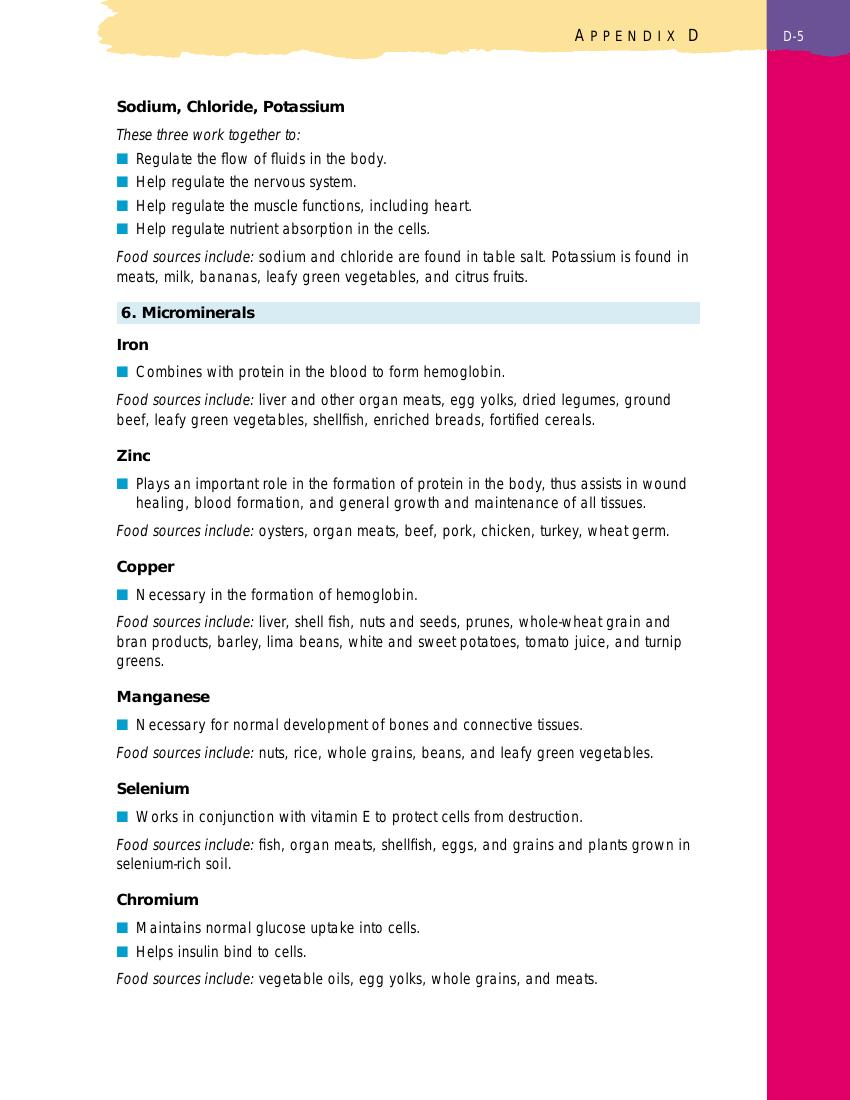 APPENDIX D
D-5
Sodium, Chloride, Potassium
These three work together to:
■ Regulate the flow of fluids in the body.
■ Help regulate the nervous system.
■ Help regulate the muscle functions, including heart.
■ Help regulate nutrient absorption in the cells.
Food sources include: sodium and chloride are found in table salt. Potassium is found in
meats, milk, bananas, leafy green vegetables, and citrus fruits.
6. Microminerals
Iron
■ Combines with protein in the blood to form hemoglobin.
Food sources include: liver and other organ meats, egg yolks, dried legumes, ground
beef, leafy green vegetables, shellfish, enriched breads, fortified cereals.
Zinc
■ Plays an important role in the formation of protein in the body, thus assists in wound
healing, blood formation, and general growth and maintenance of all tissues.
Food sources include: oysters, organ meats, beef, pork, chicken, turkey, wheat germ.
Copper
■ Necessary in the formation of hemoglobin.
Food sources include: liver, shell fish, nuts and seeds, prunes, whole-wheat grain and
bran products, barley, lima beans, white and sweet potatoes, tomato juice, and turnip
greens.
Manganese
■ Necessary for normal development of bones and connective tissues.
Food sources include: nuts, rice, whole grains, beans, and leafy green vegetables.
Selenium
■ Works in conjunction with vitamin E to protect cells from destruction.
Food sources include: fish, organ meats, shellfish, eggs, and grains and plants grown in
selenium-rich soil.
Chromium
■ Maintains normal glucose uptake into cells.
■ Helps insulin bind to cells.
Food sources include: vegetable oils, egg yolks, whole grains, and meats.